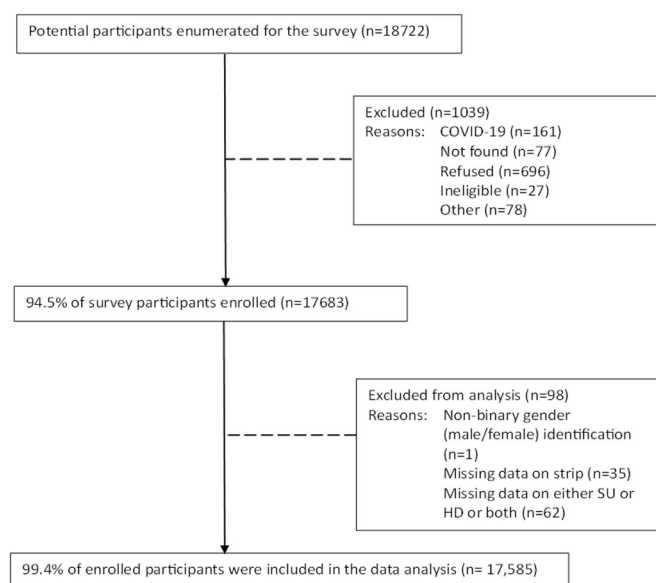 Potential participants enumerated for the survey (n=18722)
Excluded (n=1039)
Reasons: COVID-19 (n=161)
Not found (n=77)
Refused (n=696)
Ineligible (n=27)
Other (n=78)
94.5% of survey participants enrolled (n=17683)
Excluded from analysis (n=98)
Reasons: Non-binary gender
(male/female) identification
(n=1)
Missing data on strip (n=35)
Missing data on either SU or
HD or both (n=62)
99.4% of enrolled participants were included in the data analysis (n= 17,585)